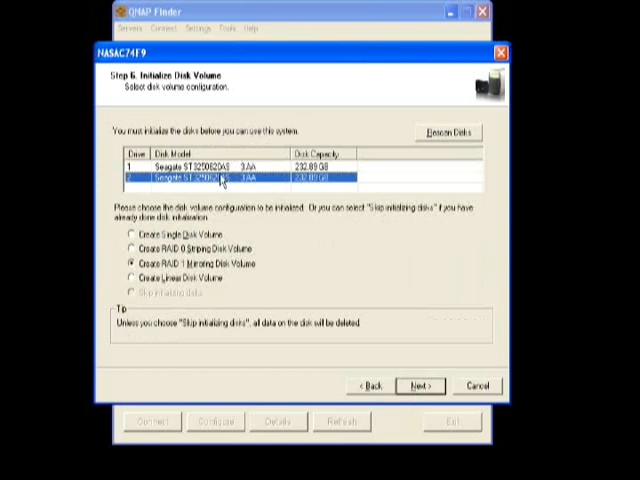 QNAP Finder
Servers Connect Settings Tools Help
NASAC74F9
Step 6. Initialize Disk Volume
Select disk volume configuration.
You must initialize the disks before you can use this system.
Rescan Disks
Drive Disk Model Disk Capacity
1 Seagate ST3250620AS 3.AA 232.89 GB
2 Seagate 3.AA 232.89 GB
Please choose the disk volume configuration to be initialized. Or you can select "Skip initializing disks" if you have
already done disk initialization.
Create Single Disk Volume
Create RAID 0 Striping Disk Volume
Create RAID 1 Mirroring Disk Volume
Create Linear Disk Volume
Skip initializing disks
Tip
Unless you choose "Skip initializing disks", all data on the disk will be deleted.
< Back Next > Cancel
Connect Configure Details Refresh Exit